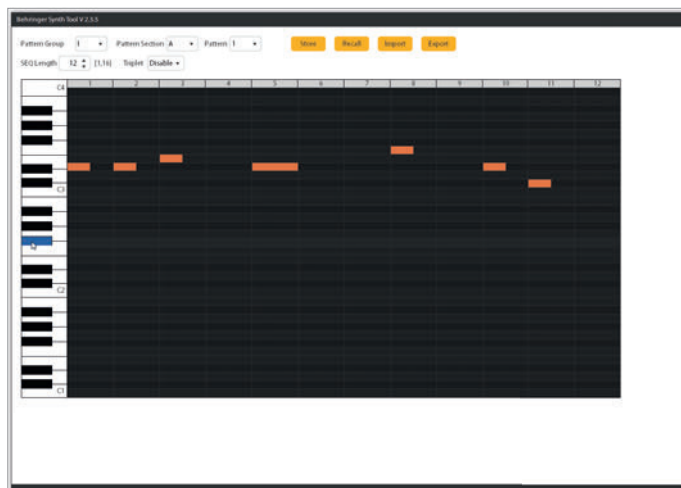 Behringer Synth Tool V 2.3.5
Pattern Group 1 Pattern Section A Pattern 1 Store Recall Import Export
SEQ Length 12 [1,16] Triplet Disable
C4 1 2 3 4 5 6 7 8 9 10 11 12
C3
C2
C1